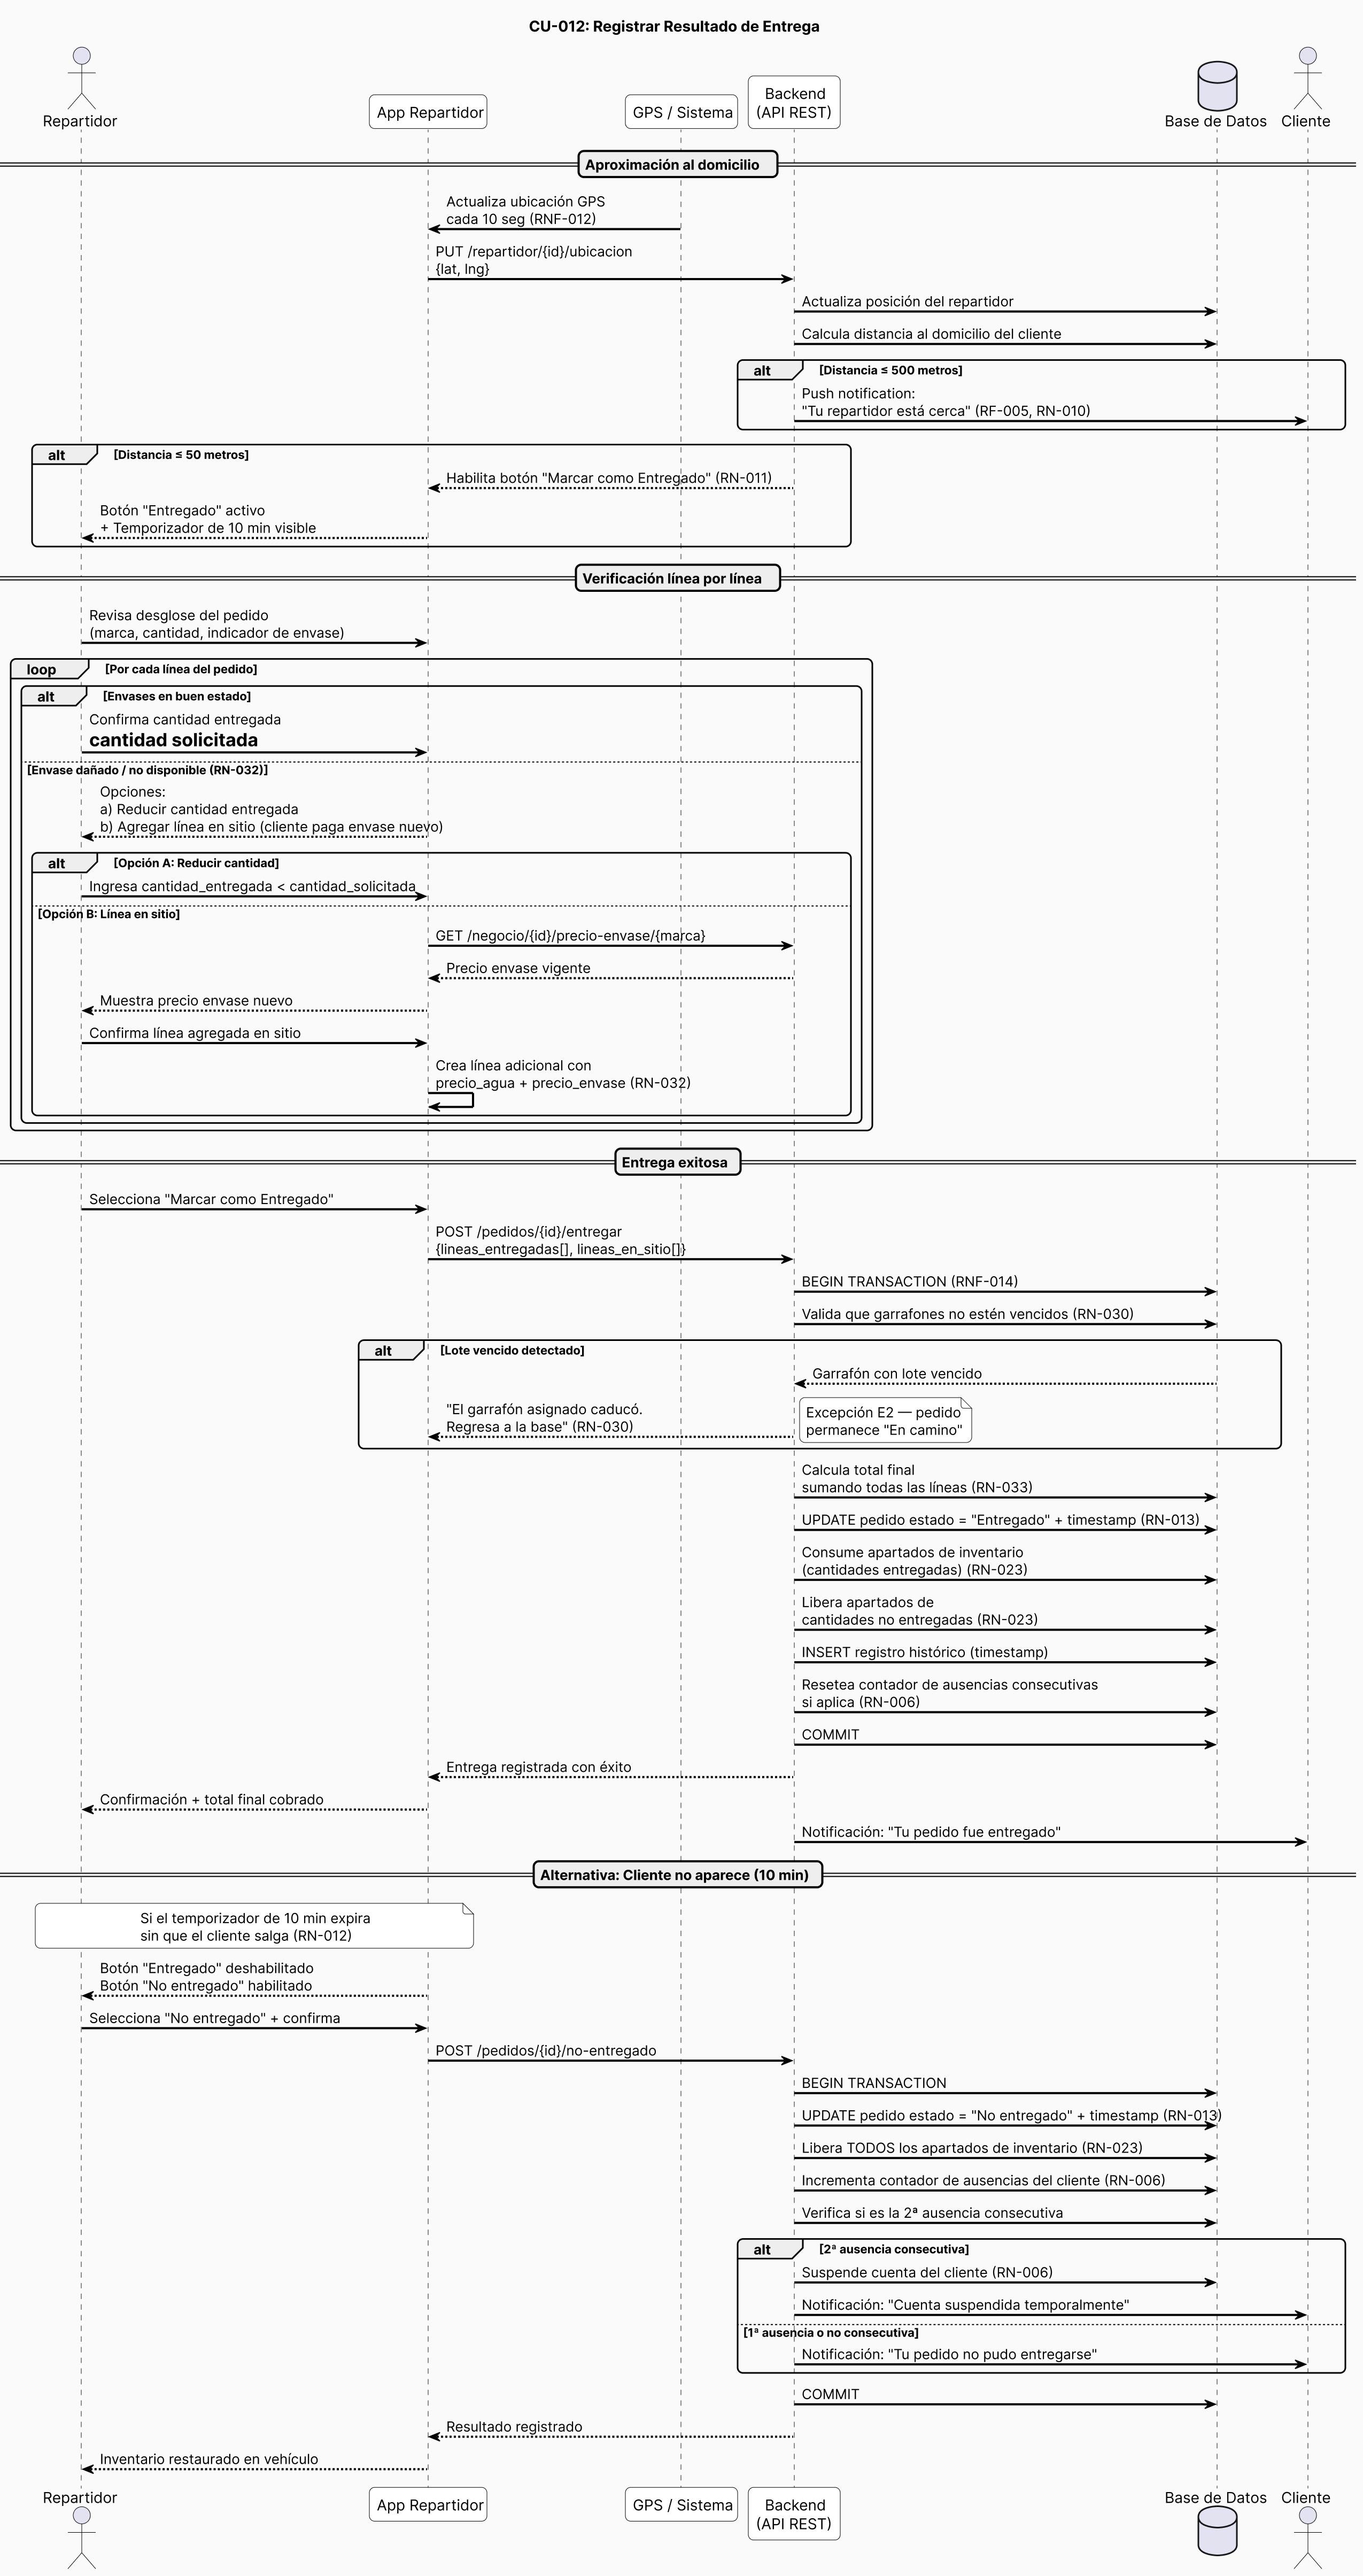 CU-012: Registrar Resultado de Entrega
Repartidor
App Repartidor
GPS / Sistema
Backend
(API REST)
Base de Datos
Cliente
Aproximación al domicilio
Actualiza ubicación GPS
cada 10 seg (RNF-012)
PUT /repartidor/{id}/ubicacion
{lat, lng}
Actualiza posición del repartidor
Calcula distancia al domicilio del cliente
alt
[Distancia ≤ 500 metros]
Push notification:
"Tu repartidor está cerca" (RF-005, RN-010)
alt
[Distancia ≤ 50 metros]
Habilita botón "Marcar como Entregado" (RN-011)
Botón "Entregado" activo
+ Temporizador de 10 min visible
Verificación línea por línea
Revisa desglose del pedido
(marca, cantidad, indicador de envase)
loop
[Por cada línea del pedido]
alt
[Envases en buen estado]
Confirma cantidad entregada
cantidad solicitada
[Envase dañado / no disponible (RN-032)]
Opciones:
a) Reducir cantidad entregada
b) Agregar línea en sitio (cliente paga envase nuevo)
alt
[Opción A: Reducir cantidad]
Ingresa cantidad_entregada < cantidad_solicitada
[Opción B: Línea en sitio]
GET /negocio/{id}/precio-envase/{marca}
Precio envase vigente
Muestra precio envase nuevo
Confirma línea agregada en sitio
Crea línea adicional con
precio_agua + precio_envase (RN-032)
Entrega exitosa
Selecciona "Marcar como Entregado"
POST /pedidos/{id}/entregar
{lineas_entregadas[], lineas_en_sitio[]}
BEGIN TRANSACTION (RNF-014)
Valida que garrafones no estén vencidos (RN-030)
alt
[Lote vencido detectado]
Garrafón con lote vencido
"El garrafón asignado caducó.
Regresa a la base" (RN-030)
Excepción E2 — pedido
permanece "En camino"
Calcula total final
sumando todas las líneas (RN-033)
UPDATE pedido estado = "Entregado" + timestamp (RN-013)
Consume apartados de inventario
(cantidades entregadas) (RN-023)
Libera apartados de
cantidades no entregadas (RN-023)
INSERT registro histórico (timestamp)
Resetea contador de ausencias consecutivas
si aplica (RN-006)
COMMIT
Entrega registrada con éxito
Confirmación + total final cobrado
Notificación: "Tu pedido fue entregado"
Alternativa: Cliente no aparece (10 min)
Si el temporizador de 10 min expira
sin que el cliente salga (RN-012)
Botón "Entregado" deshabilitado
Botón "No entregado" habilitado
Selecciona "No entregado" + confirma
POST /pedidos/{id}/no-entregado
BEGIN TRANSACTION
UPDATE pedido estado = "No entregado" + timestamp (RN-013)
Libera TODOS los apartados de inventario (RN-023)
Incrementa contador de ausencias del cliente (RN-006)
Verifica si es la 2ª ausencia consecutiva
alt
[2ª ausencia consecutiva]
Suspende cuenta del cliente (RN-006)
Notificación: "Cuenta suspendida temporalmente"
[1ª ausencia o no consecutiva]
Notificación: "Tu pedido no pudo entregarse"
COMMIT
Resultado registrado
Inventario restaurado en vehículo
Repartidor
App Repartidor
GPS / Sistema
Backend
(API REST)
Base de Datos
Cliente